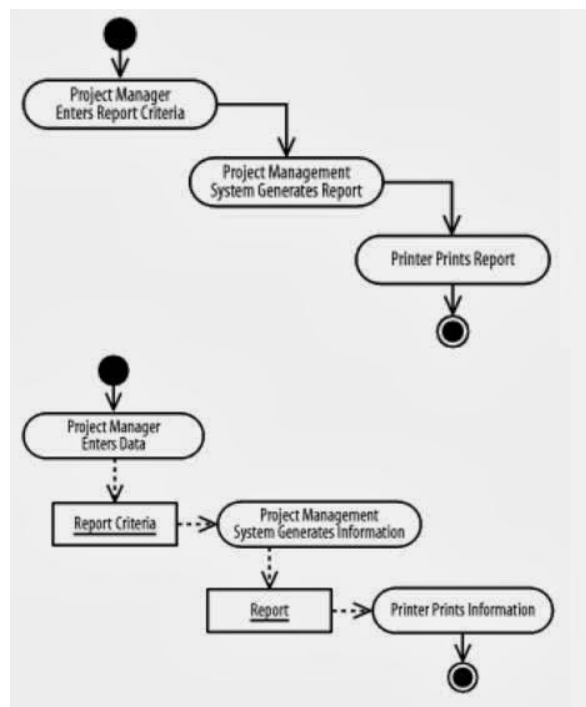 Project Manager
Enters Report Criteria
Project Management
System Generates Report
Printer Prints Report
Project Manager
Enters Data
Report Criteria
Project Management
System Generates Information
Report
Printer Prints Information